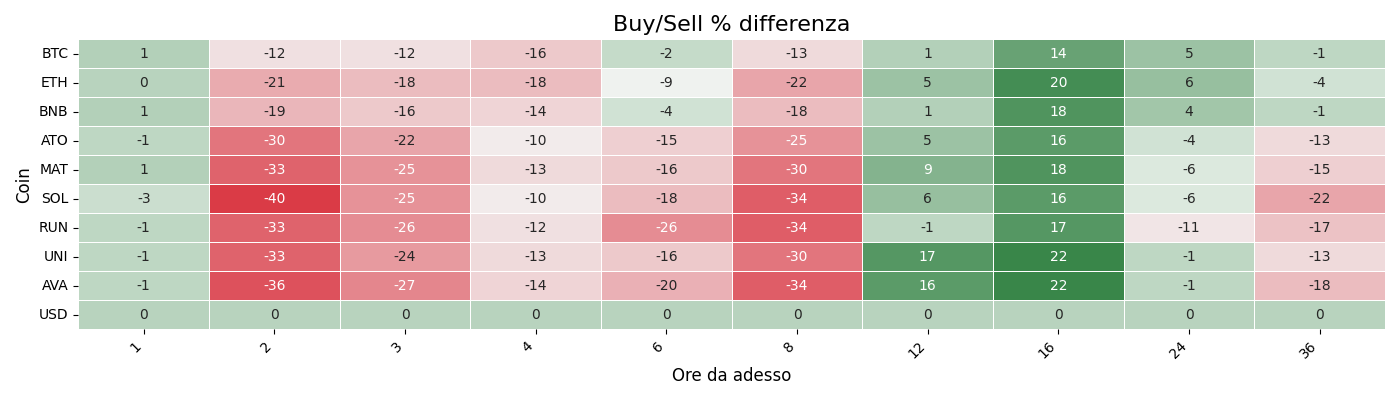 Buy/Sell % differenza
Coin
BTC 1 -12 -12 -16 -2 -13 1 14 5 -1
ETH 0 -21 -18 -18 -9 -22 5 20 6 -4
BNB 1 -19 -16 -14 -4 -18 1 18 4 -1
ATO -1 -30 -22 -10 -15 -25 5 16 -4 -13
MAT 1 -33 -25 -13 -16 -30 9 18 -6 -15
SOL -3 -40 -25 -10 -18 -34 6 16 -6 -22
RUN -1 -33 -26 -12 -26 -34 -1 17 -11 -17
UNI -1 -33 -24 -13 -16 -30 17 22 -1 -13
AVA -1 -36 -27 -14 -20 -34 16 22 -1 -18
USD 0 0 0 0 0 0 0 0 0 0
1 2 3 4 6 8 12 16 24 36
Ore da adesso